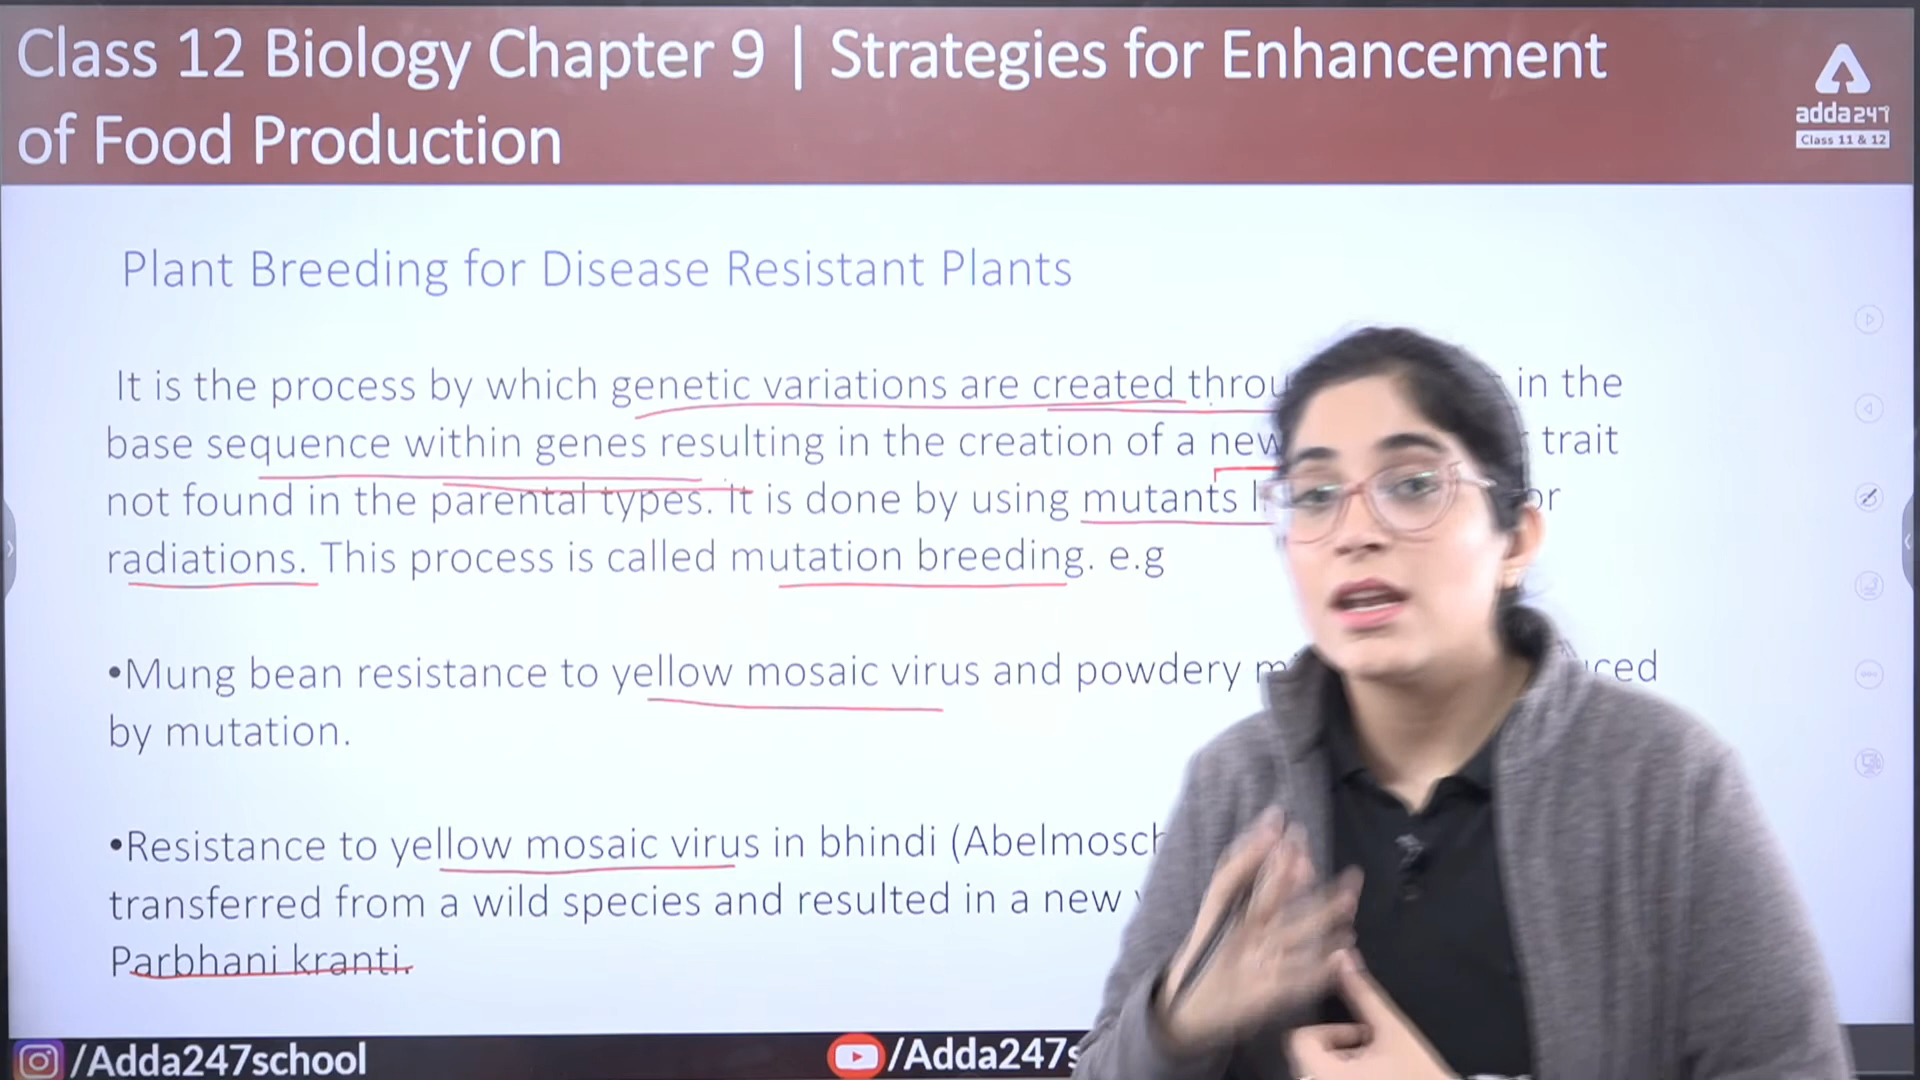 Class 12 Biology Chapter 9 | Strategies for Enhancement
of Food Production
adda247
Class 11 & 12
Plant Breeding for Disease Resistant Plants
It is the process by which genetic variations are created in the
base sequence within genes resulting in the creation of a new trait
not found in the parental types. It is done by using mutants or
radiations. This process is called mutation breeding. e.g
•Mung bean resistance to yellow mosaic virus and powdery
by mutation.
•Resistance to yellow mosaic virus in bhindi
transferred from a wild species and resulted in a new
Parbhani kranti.
/Adda247school